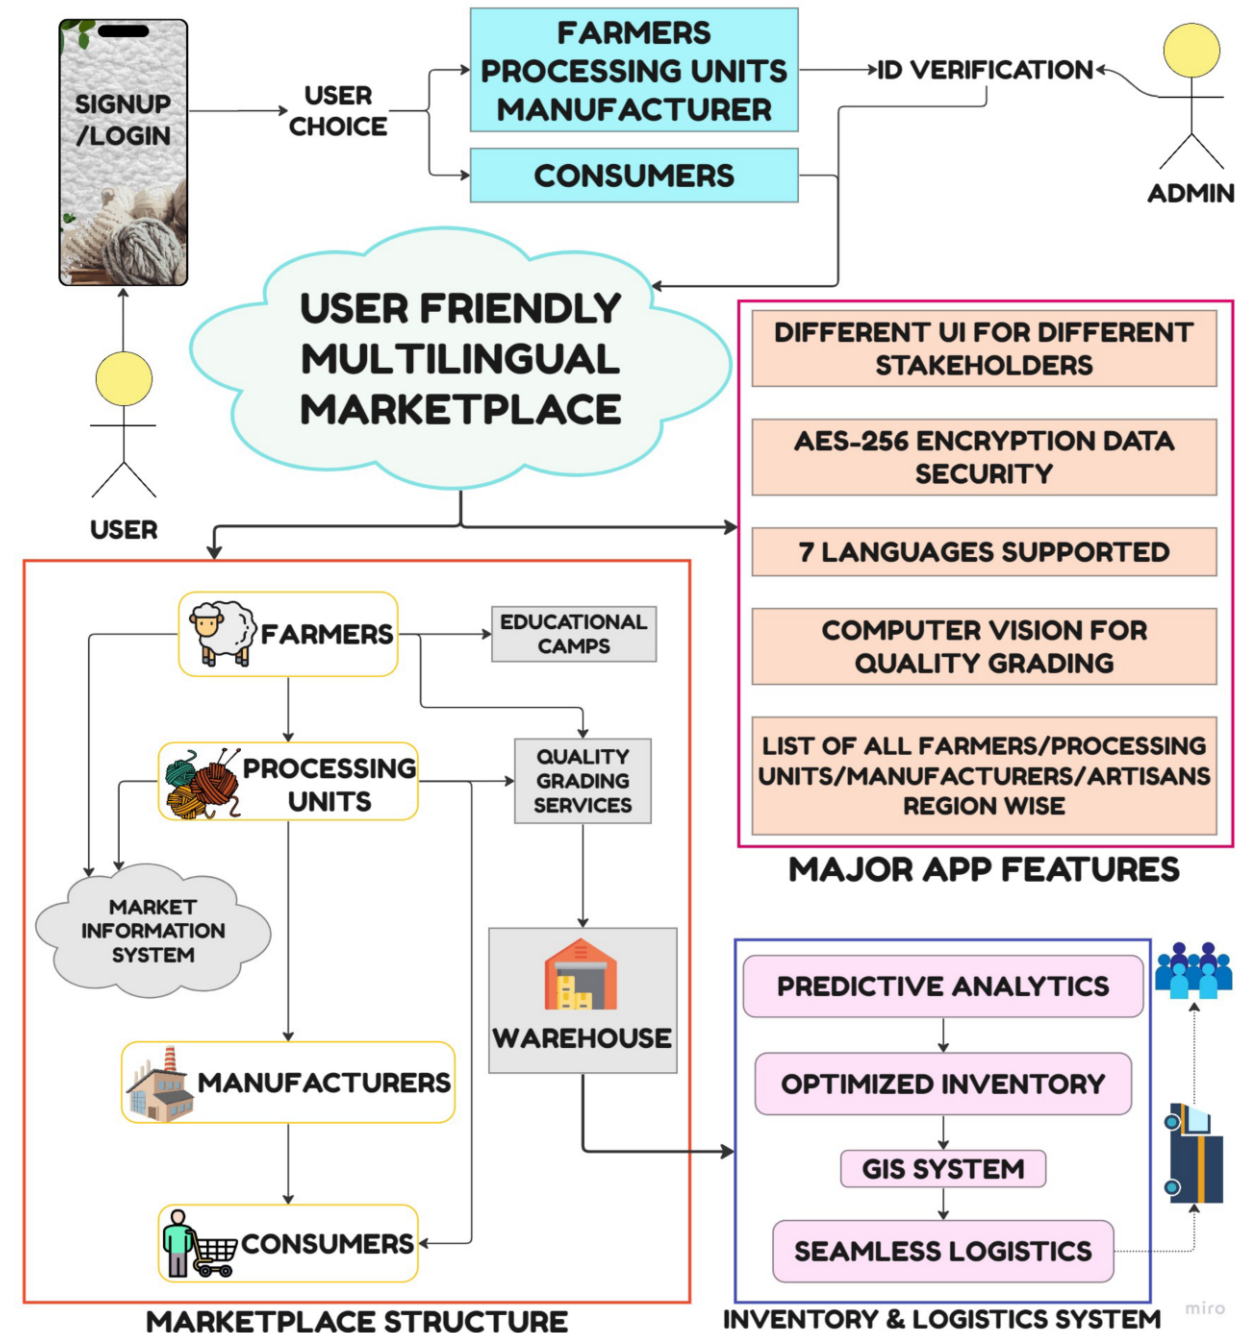 SIGNUP
/LOGIN
USER
CHOICE
FARMERS
PROCESSING UNITS
MANUFACTURER
CONSUMERS
ID VERIFICATION
ADMIN
USER
USER FRIENDLY
MULTILINGUAL
MARKETPLACE
DIFFERENT UI FOR DIFFERENT
STAKEHOLDERS
AES-256 ENCRYPTION DATA
SECURITY
7 LANGUAGES SUPPORTED
COMPUTER VISION FOR
QUALITY GRADING
LIST OF ALL FARMERS/PROCESSING
UNITS/MANUFACTURERS/ARTISANS
REGION WISE
MAJOR APP FEATURES
FARMERS
EDUCATIONAL
CAMPS
PROCESSING
UNITS
QUALITY
GRADING
SERVICES
MARKET
INFORMATION
SYSTEM
WAREHOUSE
MANUFACTURERS
CONSUMERS
MARKETPLACE STRUCTURE
PREDICTIVE ANALYTICS
OPTIMIZED INVENTORY
GIS SYSTEM
SEAMLESS LOGISTICS
INVENTORY & LOGISTICS SYSTEM
miro